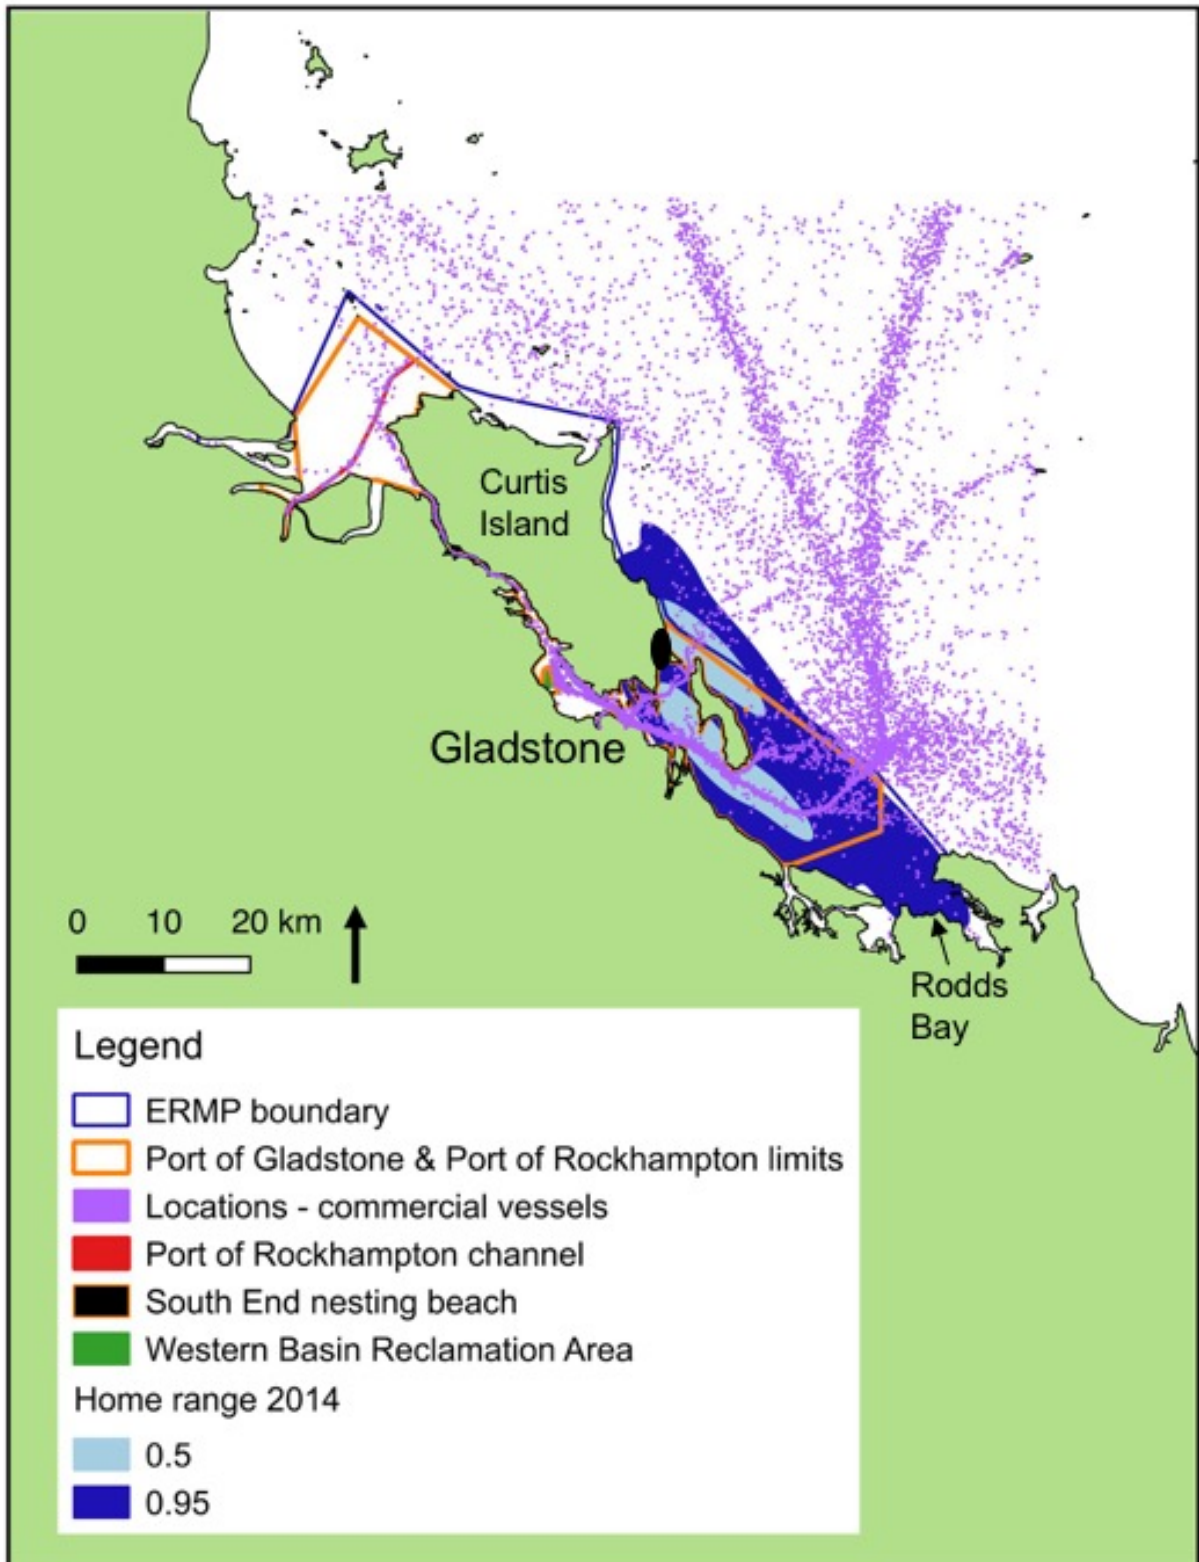 Curtis
Island
Gladstone
0 10 20 km
Rodds
Bay
Legend
ERMP boundary
Port of Gladstone & Port of Rockhampton limits
Locations - commercial vessels
Port of Rockhampton channel
South End nesting beach
Western Basin Reclamation Area
Home range 2014
0.5
0.95